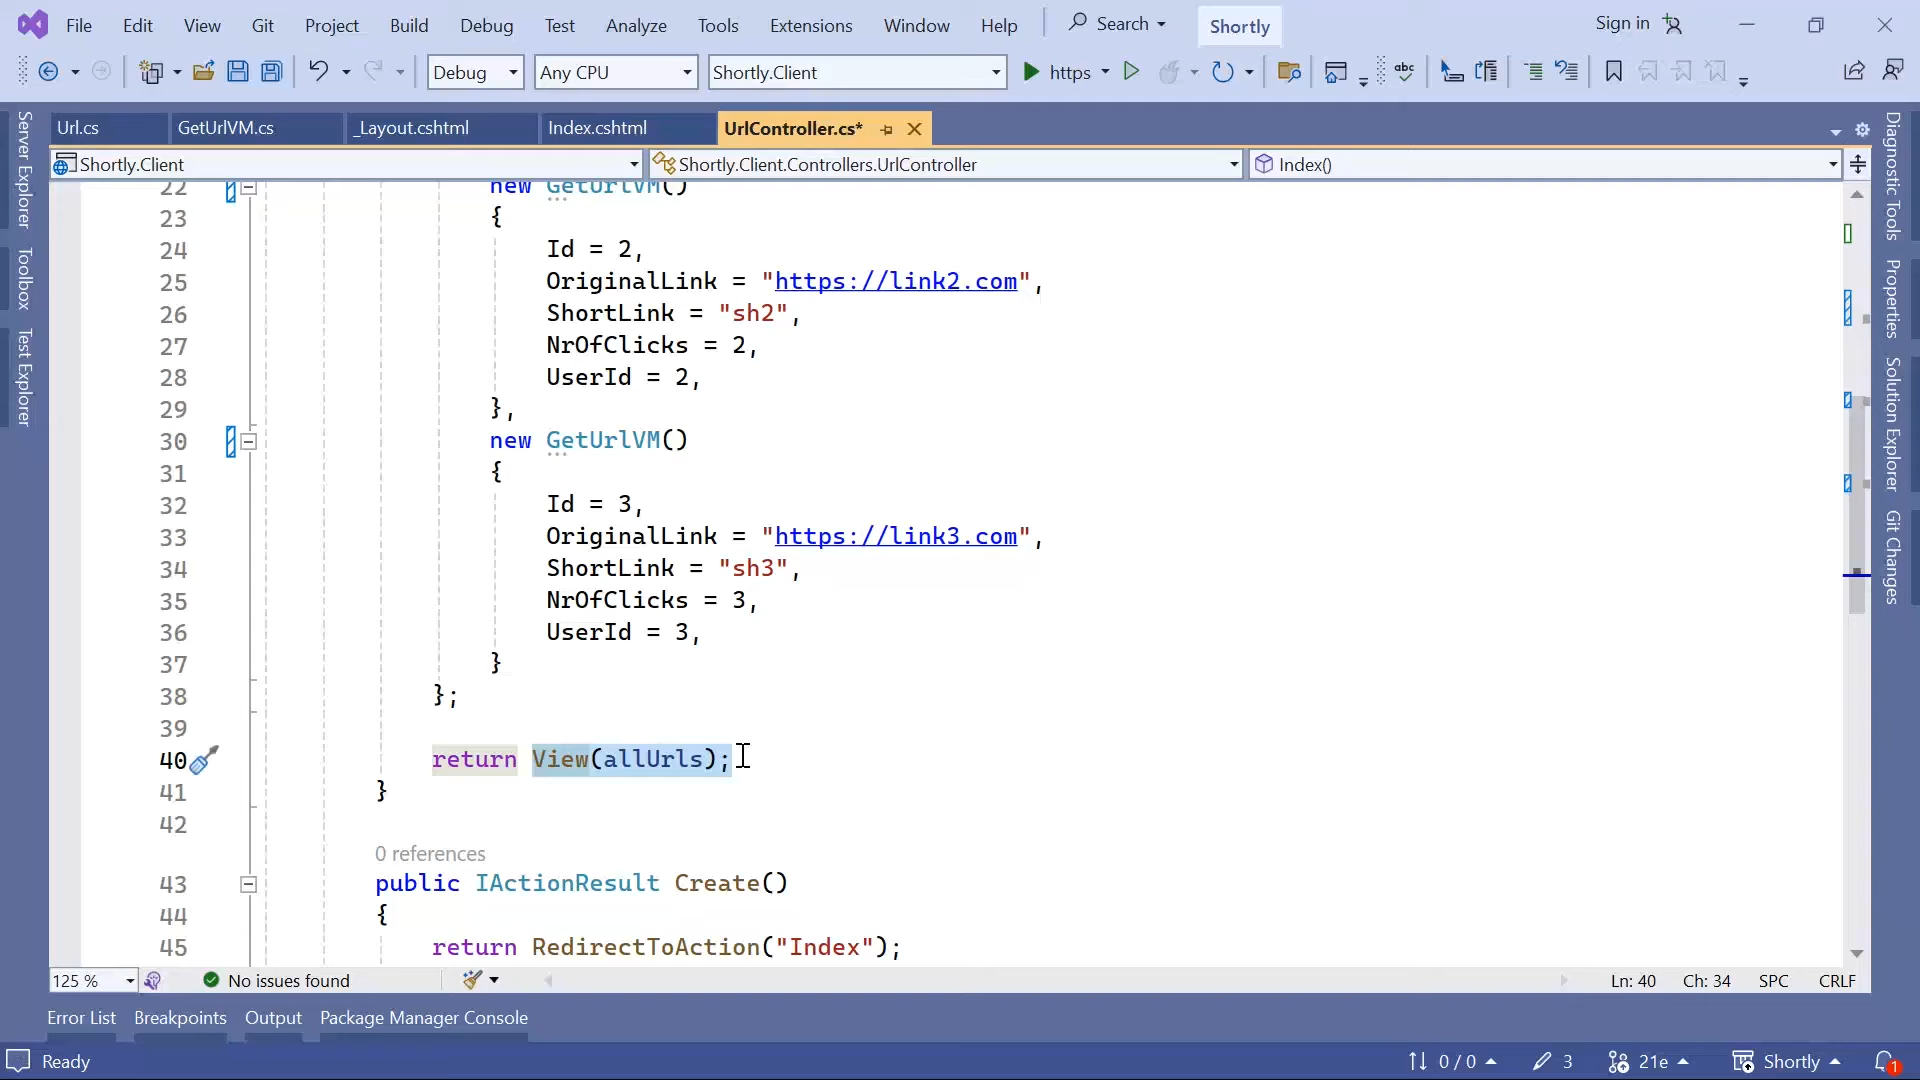 File Edit View Git Project Build Debug Test Analyze Tools Extensions Window Help Search Shortly Sign in
Debug Any CPU Shortly.Client https
Url.cs GetUrlVM.cs _Layout.cshtml Index.cshtml UrlController.cs*
Shortly.Client Shortly.Client.Controllers.UrlController Index()
Server Explorer
Toolbox
Test Explorer
22 new GetUrlVM()
23 {
24 Id = 2,
25 OriginalLink = "https://link2.com",
26 ShortLink = "sh2",
27 NrOfClicks = 2,
28 UserId = 2,
29 },
30 new GetUrlVM()
31 {
32 Id = 3,
33 OriginalLink = "https://link3.com",
34 ShortLink = "sh3",
35 NrOfClicks = 3,
36 UserId = 3,
37 }
38 };
39
40 return View(allUrls);
41 }
42
0 references
43 public IActionResult Create()
44 {
45 return RedirectToAction("Index");
Diagnostic Tools
Properties
Solution Explorer
Git Changes
125 % No issues found Ln: 40 Ch: 34 SPC CRLF
Error List Breakpoints Output Package Manager Console
Ready 0 / 0 3 21e Shortly 1